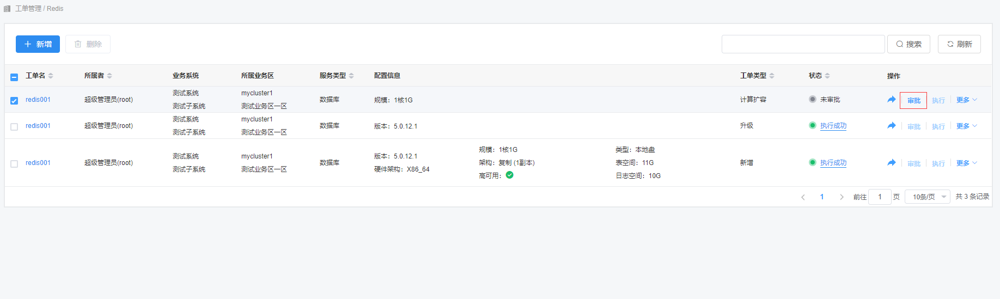 工单管理 / Redis
新增 删除 搜索 刷新
工单名 所属者 业务系统 所属业务区 服务类型 配置信息 工单类型 状态 操作
redis001 超级管理员(root) 测试系统 mycluster1 数据库 规模：1核1G 计算扩容 未审批 审批 执行 更多
测试子系统 测试业务区一区
redis001 超级管理员(root) 测试系统 mycluster1 数据库 版本：5.0.12.1 升级 执行成功 审批 执行 更多
测试子系统 测试业务区一区
规模：1核1G 类型：本地盘
redis001 超级管理员(root) 测试系统 mycluster1 数据库 版本：5.0.12.1 架构：复制 (1副本) 表空间：11G 新增 执行成功 审批 执行 更多
测试子系统 测试业务区一区 硬件架构：X86_64 高可用： 日志空间：10G
1 前往 1 页 10条/页 共 3 条记录